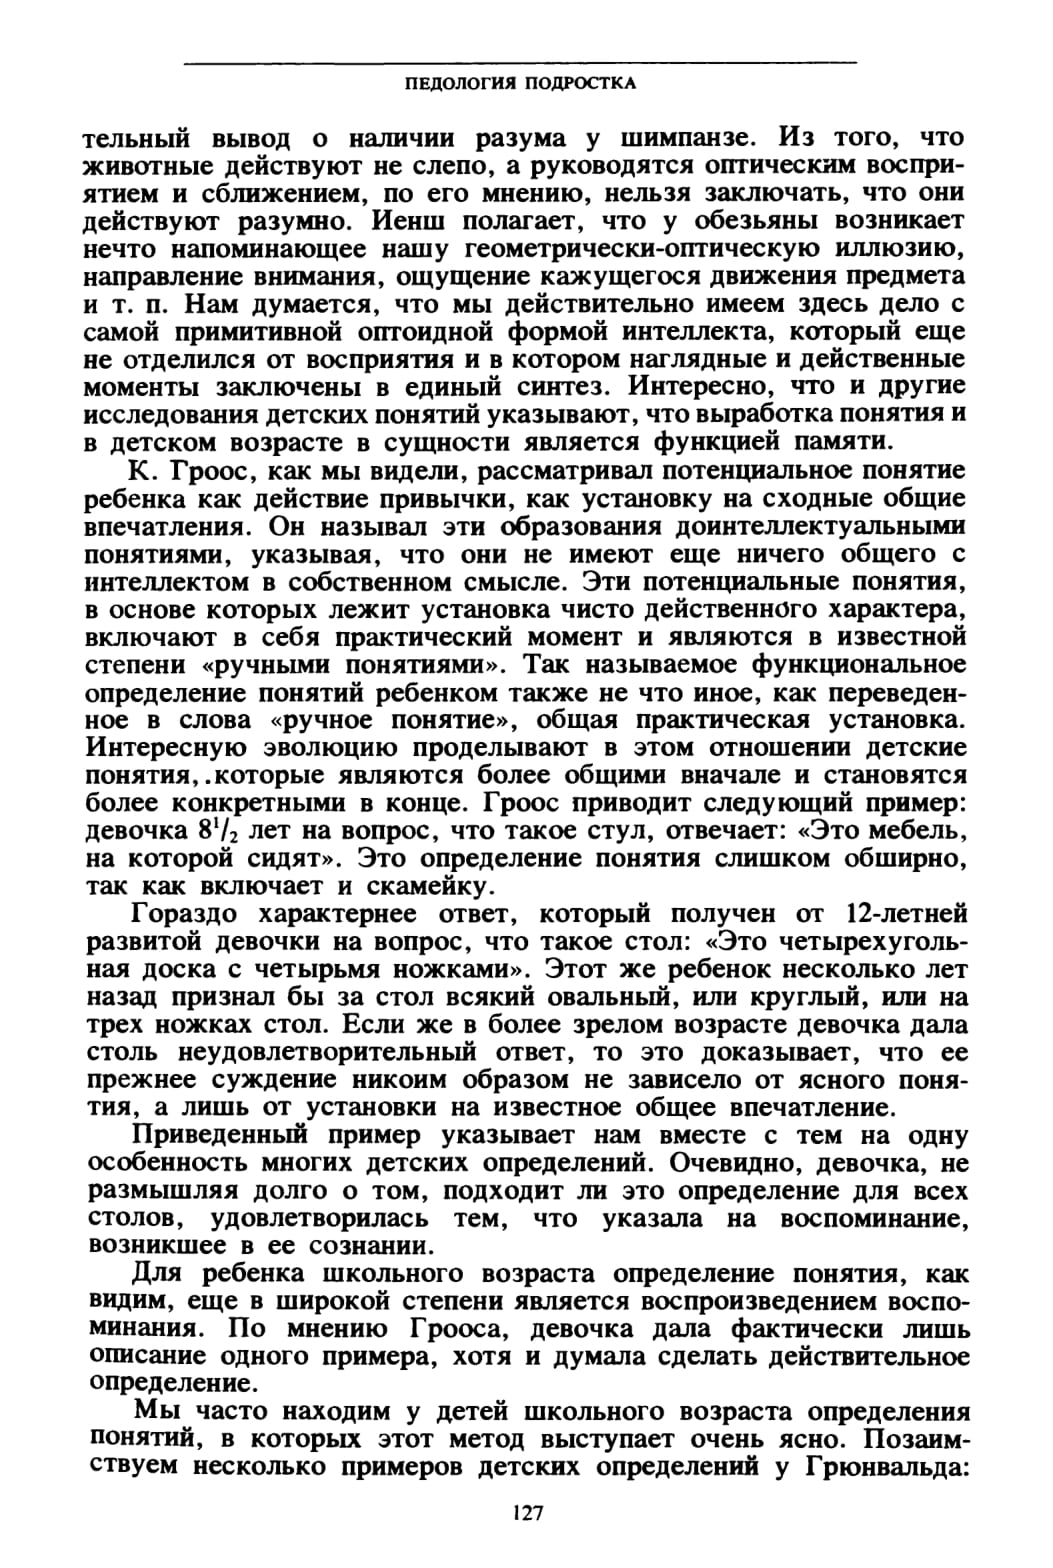 ПЕДОЛОГИЯ ПОДРОСТКА
тельный вывод о наличии разума у шимпанзе. Из того, что
животные действуют не слепо, а руководятся оптическим воспри-
ятием и сближением, по его мнению, нельзя заключать, что они
действуют разумно. Иенш полагает, что у обезьяны возникает
нечто напоминающее нашу геометрически-оптическую иллюзию,
направление внимания, ощущение кажущегося движения предмета
и т. п. Нам думается, что мы действительно имеем здесь дело с
самой примитивной оптоидной формой интеллекта, который еще
не отделился от восприятия и в котором наглядные и действенные
моменты заключены в единый синтез. Интересно, что и другие
исследования детских понятий указывают, что выработка понятия и
в детском возрасте в сущности является функцией памяти.
К. Гроос, как мы видели, рассматривал потенциальное понятие
ребенка как действие привычки, как установку на сходные общие
впечатления. Он называл эти образования доинтеллектуальными
понятиями, указывая, что они не имеют еще ничего общего с
интеллектом в собственном смысле. Эти потенциальные понятия,
в основе которых лежит установка чисто действенного характера,
включают в себя практический момент и являются в известной
степени «ручными понятиями». Так называемое функциональное
определение понятий ребенком также не что иное, как переведен-
ное в слова «ручное понятие», общая практическая установка.
Интересную эволюцию проделывают в этом отношении детские
понятия, .которые являются более общими вначале и становятся
более конкретными в конце. Гроос приводит следующий пример:
девочка 8¹/₂ лет на вопрос, что такое стул, отвечает: «Это мебель,
на которой сидят». Это определение понятия слишком обширно,
так как включает и скамейку.
Гораздо характернее ответ, который получен от 12-летней
развитой девочки на вопрос, что такое стол: «Это четырехуголь-
ная доска с четырьмя ножками». Этот же ребенок несколько лет
назад признал бы за стол всякий овальный, или круглый, или на
трех ножках стол. Если же в более зрелом возрасте девочка дала
столь неудовлетворительный ответ, то это доказывает, что ее
прежнее суждение никоим образом не зависело от ясного поня-
тия, а лишь от установки на известное общее впечатление.
Приведенный пример указывает нам вместе с тем на одну
особенность многих детских определений. Очевидно, девочка, не
размышляя долго о том, подходит ли это определение для всех
столов, удовлетворилась тем, что указала на воспоминание,
возникшее в ее сознании.
Для ребенка школьного возраста определение понятия, как
видим, еще в широкой степени является воспроизведением воспо-
минания. По мнению Грооса, девочка дала фактически лишь
описание одного примера, хотя и думала сделать действительное
определение.
Мы часто находим у детей школьного возраста определения
понятий, в которых этот метод выступает очень ясно. Позаим-
ствуем несколько примеров детских определений у Грюнвальда:
127